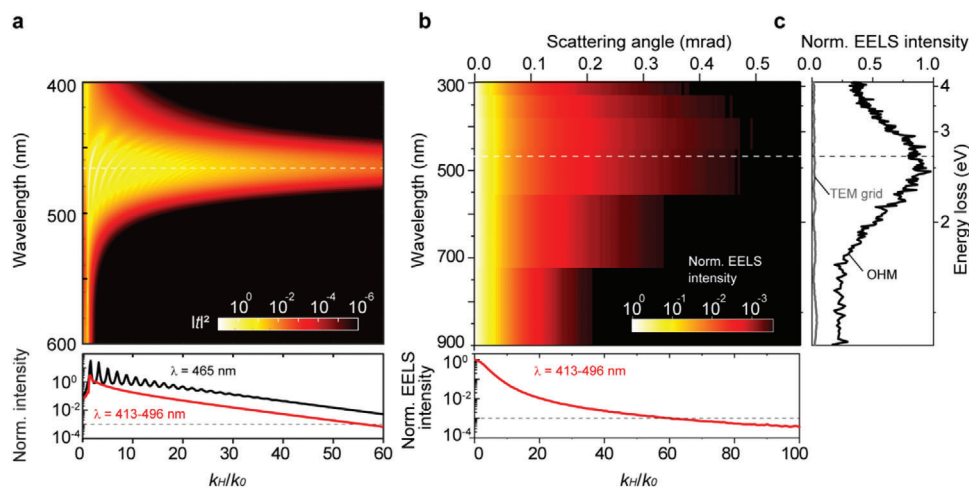 a
400
500
600
Wavelength (nm)
|t|²
10⁰ 10⁻² 10⁻⁴ 10⁻⁶
Norm. intensity
10⁰
10⁻²
10⁻⁴
λ = 465 nm
λ = 413-496 nm
0 10 20 30 40 50 60
kH/k0
b
Scattering angle (mrad)
0.0 0.1 0.2 0.3 0.4 0.5
300
500
700
900
Wavelength (nm)
Norm. EELS
intensity
10⁰ 10⁻¹ 10⁻² 10⁻³
Norm. EELS
intensity
10⁰
10⁻²
10⁻⁴
λ = 413-496 nm
0 20 40 60 80 100
kH/k0
c
Norm. EELS intensity
0.0 0.5 1.0
4
3
2
Energy loss (eV)
TEM grid
OHM